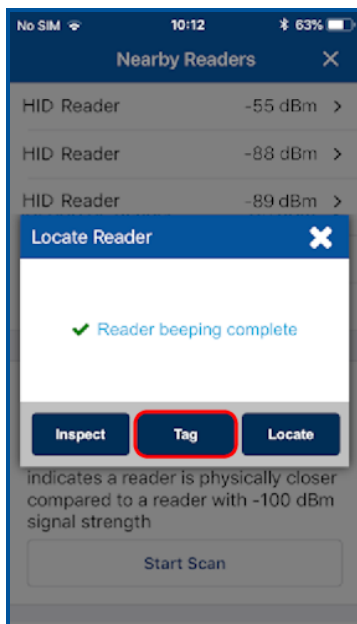 No SIM 10:12 63%
Nearby Readers
HID Reader -55 dBm >
HID Reader -88 dBm >
HID Reader -89 dBm >
Locate Reader
Reader beeping complete
Inspect Tag Locate
indicates a reader is physically closer
compared to a reader with -100 dBm
signal strength
Start Scan